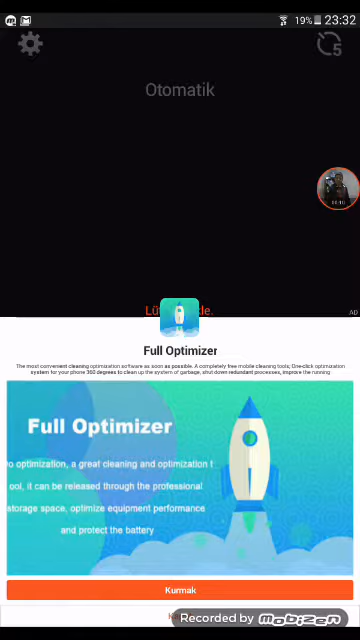 19% 23:32
5
Otomatik
00:10
AD
Full Optimizer
The most convenient cleaning optimization software as soon as possible. A completely free mobile cleaning tools; One-click optimization
system for your phone 360 degrees to clean up the system of garbage, shut down redundant processes, improve the running
Full Optimizer
o optimization, a great cleaning and optimization t
ool, it can be released through the professional
storage space, optimize equipment performance
and protect the battery
Kurmak
Recorded by
MOBIZEN